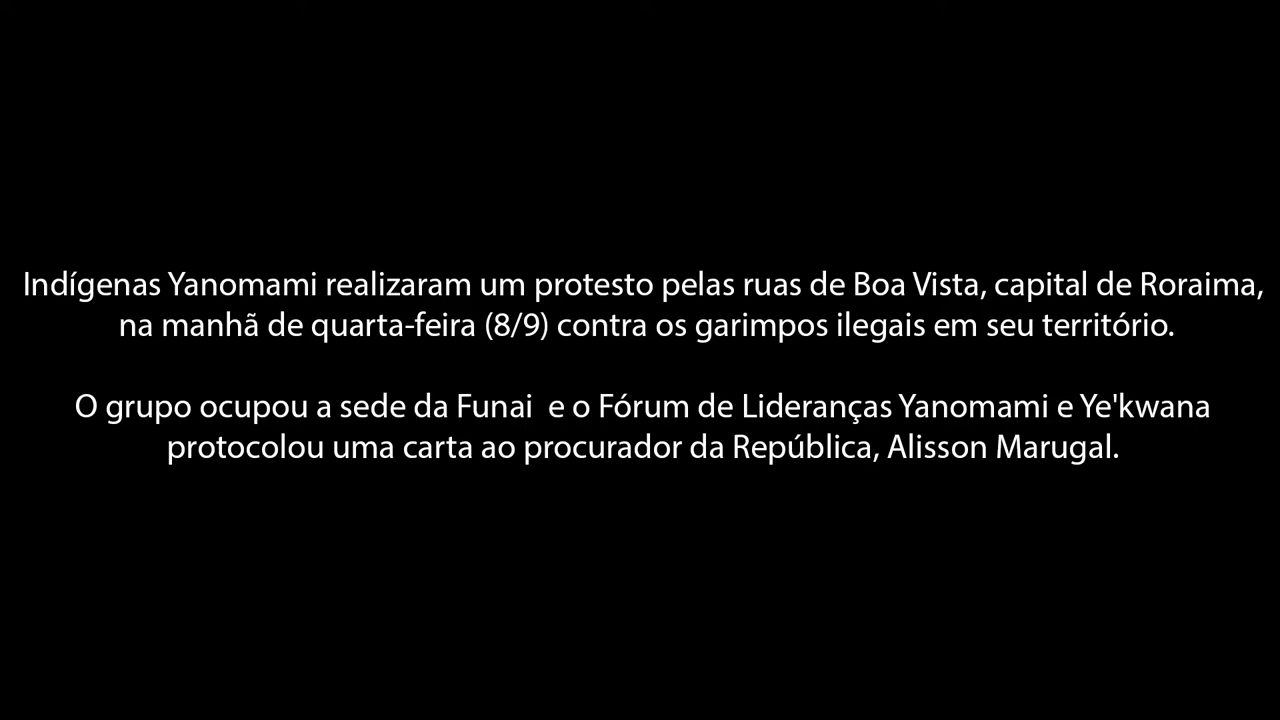 Indígenas Yanomami realizaram um protesto pelas ruas de Boa Vista, capital de Roraima,
na manhã de quarta-feira (8/9) contra os garimpos ilegais em seu território.
O grupo ocupou a sede da Funai  e o Fórum de Lideranças Yanomami e Ye'kwana
protocolou uma carta ao procurador da República, Alisson Marugal.